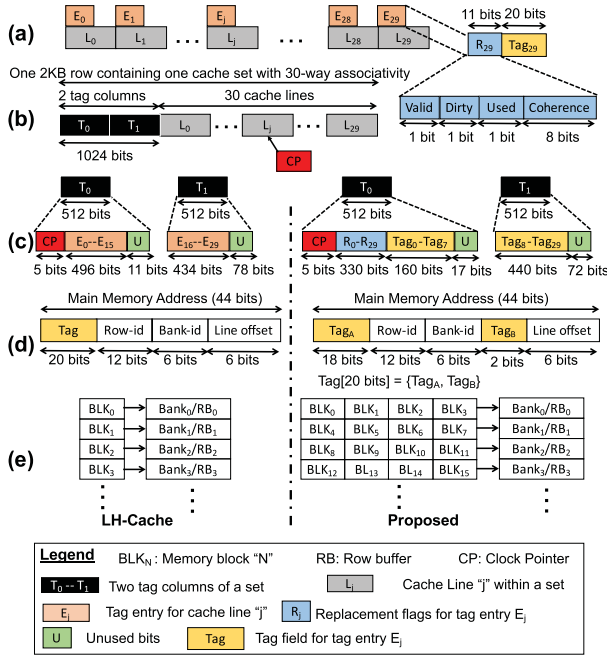 (a)
E0 E1 Ej E28 E29
L0 L1 ... Lj ... L28 L29
11 bits 20 bits
R29 Tag29
One 2KB row containing one cache set with 30-way associativity
2 tag columns 30 cache lines
(b)
T0 T1 L0 ... Lj ... L29
1024 bits
CP
Valid Dirty Used Coherence
1 bit 1 bit 1 bit 8 bits
T0 T1 T0 T1
512 bits 512 bits 512 bits 512 bits
(c)
CP E0--E15 U E16--E29 U CP R0-R29 Tag0-Tag7 U Tag8-Tag29 U
5 bits 496 bits 11 bits 434 bits 78 bits 5 bits 330 bits 160 bits 17 bits 440 bits 72 bits
Main Memory Address (44 bits) Main Memory Address (44 bits)
(d)
Tag Row-id Bank-id Line offset TagA Row-id Bank-id TagB Line offset
20 bits 12 bits 6 bits 6 bits 18 bits 12 bits 6 bits 2 bits 6 bits
Tag[20 bits] = {TagA, TagB}
(e)
BLK0 Bank0/RB0 BLK0 BLK1 BLK2 BLK3 Bank0/RB0
BLK1 Bank1/RB1 BLK4 BLK5 BLK6 BLK7 Bank1/RB1
BLK2 Bank2/RB2 BLK8 BLK9 BLK10 BLK11 Bank2/RB2
BLK3 Bank3/RB3 BLK12 BL13 BL14 BLK15 Bank3/RB3
LH-Cache Proposed
Legend BLKN : Memory block "N" RB: Row buffer CP: Clock Pointer
T0 -- T1 Two tag columns of a set Lj Cache Line "j" within a set
Ej Tag entry for cache line "j" Rj Replacement flags for tag entry Ej
U Unused bits Tag Tag field for tag entry Ej